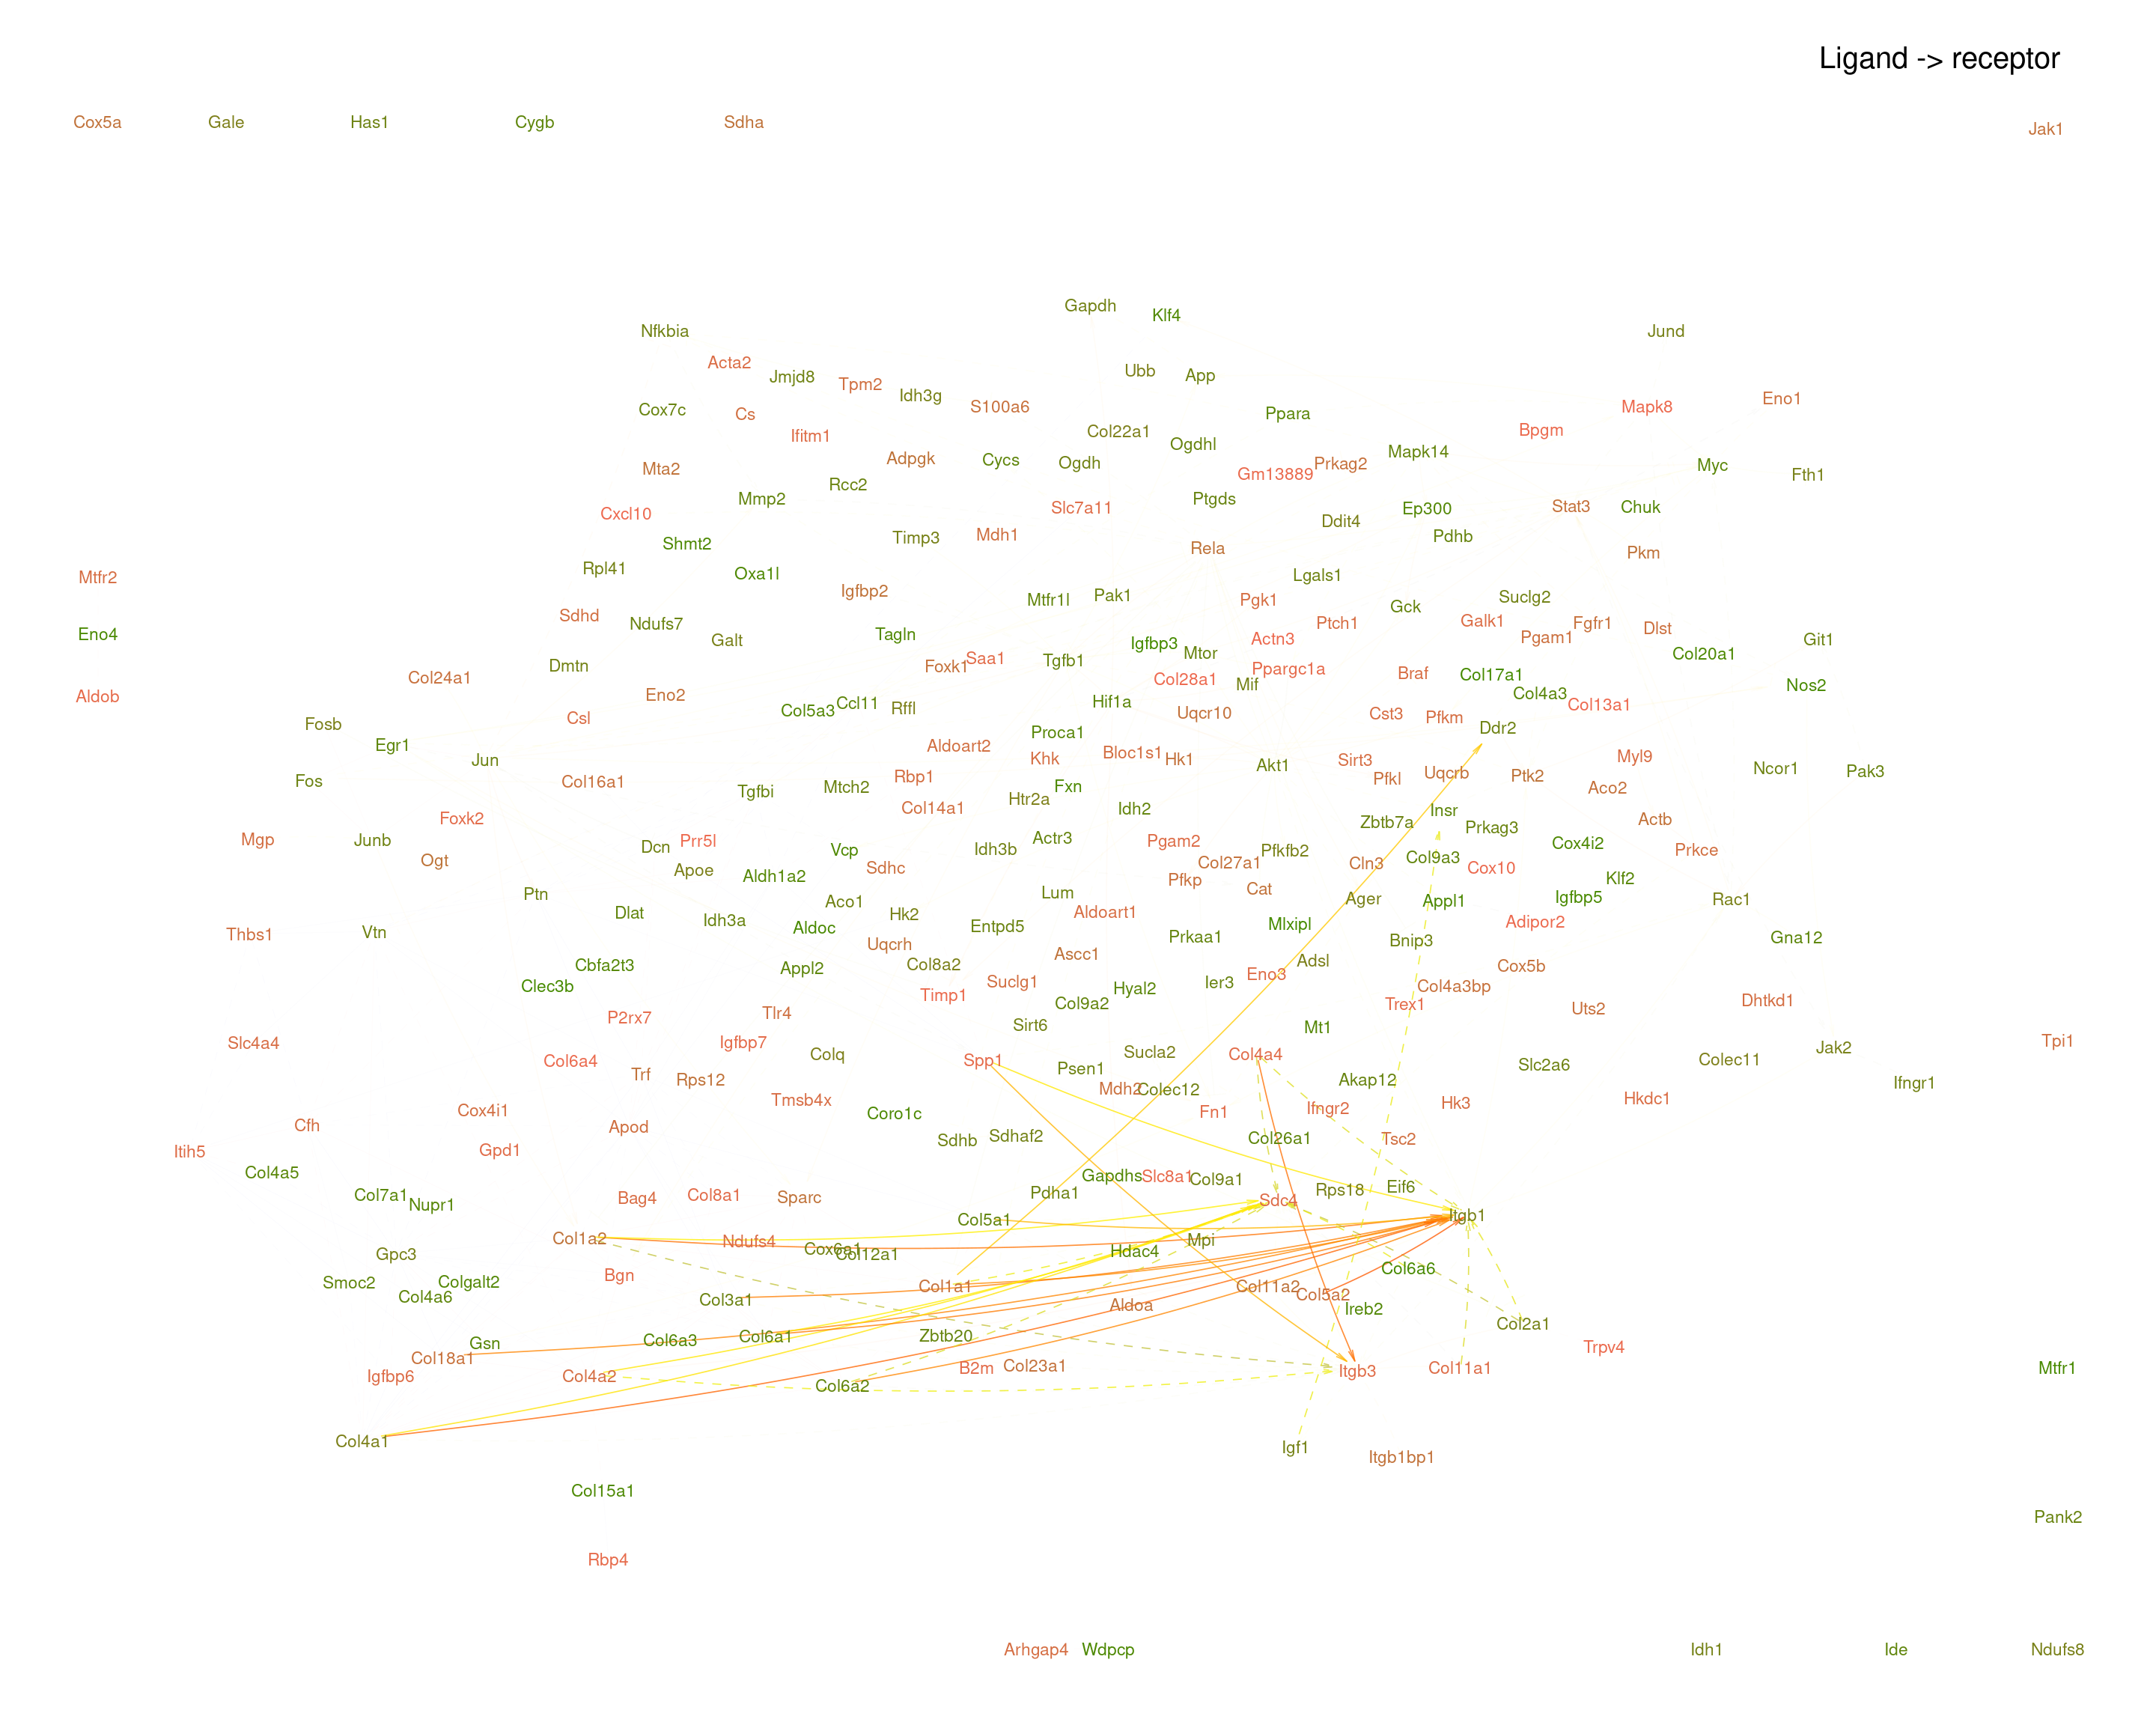 Ligand -> receptor
Cox5a Gale Has1 Cygb Sdha Jak1
Gapdh Klf4
Nfkbia Jund
Acta2 Jmjd8 Tpm2 Idh3g Ubb App
Cox7c Cs S100a6 Ppara Mapk8 Eno1
Ifitm1 Col22a1 Ogdhl Bpgm
Mta2 Adpgk Cycs Ogdh Gm13889 Prkag2 Mapk14 Myc Fth1
Mmp2 Rcc2 Ptgds
Cxcl10 Slc7a11 Ddit4 Ep300 Stat3 Chuk
Shmt2 Timp3 Mdh1 Rela Pdhb Pkm
Rpl41 Oxa1l Lgals1
Mtfr2 Igfbp2 Mtfr1l Pak1 Pgk1 Gck Suclg2
Sdhd Ndufs7 Ptch1 Galk1 Fgfr1 Dlst
Eno4 Galt Tagln Igfbp3 Actn3 Pgam1 Git1
Dmtn Foxk1 Saa1 Tgfb1 Mtor Ppargc1a Braf Col20a1
Col24a1 Col28a1 Mif Col17a1 Nos2
Aldob Eno2 Col5a3 Ccl11 Rffl Hif1a Col4a3 Col13a1
Fosb Csl Proca1 Uqcr10 Cst3 Pfkm Ddr2
Egr1 Jun Aldoart2 Khk Bloc1s1 Hk1 Akt1 Sirt3 Myl9
Fos Col16a1 Tgfbi Mtch2 Rbp1 Fxn Pfkl Uqcrb Ptk2 Aco2 Ncor1 Pak3
Foxk2 Col14a1 Htr2a Idh2 Zbtb7a Insr Prkag3 Actb
Mgp Junb Dcn Prr5l Vcp Idh3b Actr3 Pgam2 Pfkfb2 Cox4i2 Prkce
Ogt Apoe Aldh1a2 Sdhc Col27a1 Cln3 Col9a3 Cox10
Ptn Aco1 Lum Pfkp Cat Ager Appl1 Igfbp5 Klf2 Rac1
Dlat Idh3a Hk2 Aldoart1
Thbs1 Vtn Aldoc Entpd5 Prkaa1 Mlxipl Bnip3 Adipor2 Gna12
Uqcrh Ascc1
Cbfa2t3 Appl2 Col8a2 Suclg1 Eno3 Adsl Cox5b
Clec3b Timp1 Col9a2 Hyal2 Ier3 Col4a3bp Trex1 Uts2 Dhtkd1
P2rx7 Tlr4 Sirt6 Mt1
Slc4a4 Igfbp7 Colq Sucla2 Col4a4 Jak2 Tpi1
Col6a4 Trf Rps12 Spp1 Psen1 Slc2a6 Colec11
Mdh2 Colec12 Akap12 Ifngr1
Cox4i1 Tmsb4x Coro1c Fn1 Ifngr2 Hk3 Hkdc1
Cfh Apod Sdhb Sdhaf2 Col26a1 Tsc2
Itih5 Gpd1
Col4a5 Col7a1 Nupr1 Bag4 Col8a1 Sparc Pdha1 Gapdhs Slc8a1 Col9a1 Sdc4 Rps18 Eif6
Col5a1 Itgb1
Col1a2 Ndufs4 Cox6a1 Col12a1 Hdac4 Mpi
Gpc3 Smoc2 Colgalt2 Bgn Col6a6
Col4a6 Col3a1 Col1a1 Aldoa Col11a2 Col5a2 Ireb2
Gsn Col6a3 Col6a1 Zbtb20 Col2a1
Col18a1 Igfbp6 Col4a2 Col6a2 B2m Col23a1 Itgb3 Col11a1 Trpv4 Mtfr1
Col4a1 Igf1 Itgb1bp1
Col15a1 Pank2
Rbp4
Arhgap4 Wdpcp Idh1 Ide Ndufs8